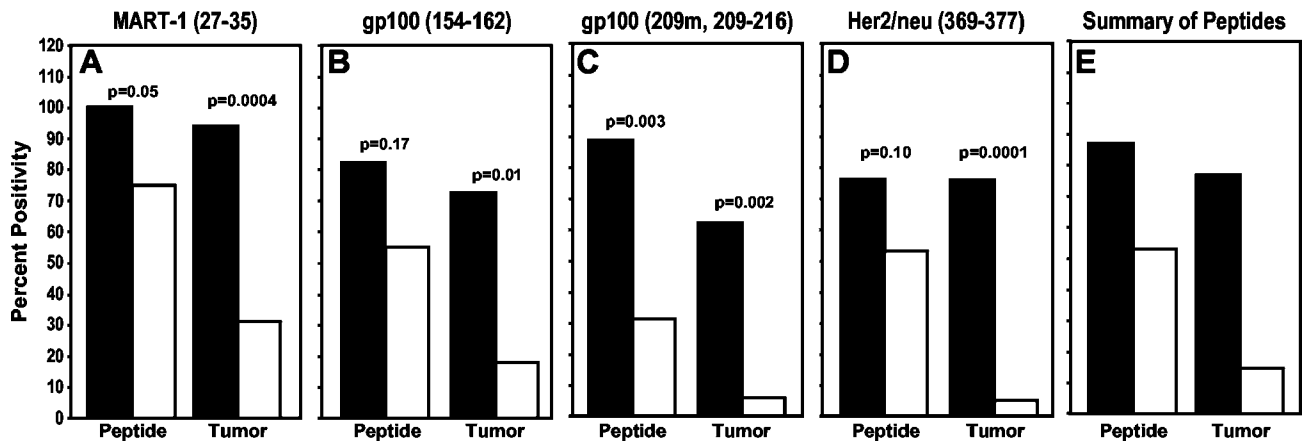 MART-1 (27-35)
gp100 (154-162)
gp100 (209m, 209-216)
Her2/neu (369-377)
Summary of Peptides
Percent Positivity
120
110
100
90
80
70
60
50
40
30
20
10
0
A
p=0.05
p=0.0004
Peptide
Tumor
B
p=0.17
p=0.01
Peptide
Tumor
C
p=0.003
p=0.002
Peptide
Tumor
D
p=0.10
p=0.0001
Peptide
Tumor
E
Peptide
Tumor